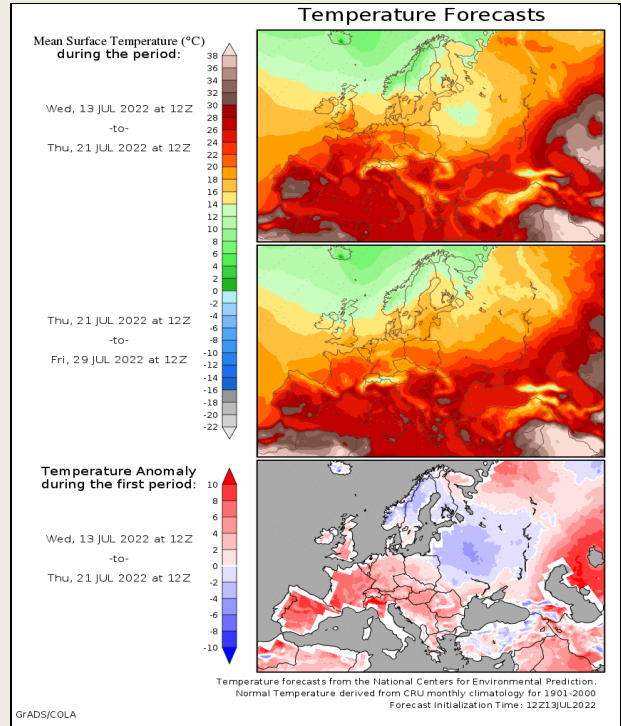 Temperature Forecasts
Mean Surface Temperature (°C)
during the period:
Wed, 13 JUL 2022 at 12Z
-to-
Thu, 21 JUL 2022 at 12Z
38
36
34
32
30
28
26
24
22
20
18
16
14
12
10
8
6
4
2
0
-2
-4
-6
-8
-10
-12
-14
-16
-18
-20
-22
Thu, 21 JUL 2022 at 12Z
-to-
Fri, 29 JUL 2022 at 12Z
Temperature Anomaly
during the first period:
Wed, 13 JUL 2022 at 12Z
-to-
Thu, 21 JUL 2022 at 12Z
10
8
6
4
2
0
-2
-4
-6
-8
-10
Temperature forecasts from the National Centers for Environmental Prediction.
Normal Temperature derived from CRU monthly climatology for 1901-2000
Forecast Initialization Time: 12Z13JUL2022
GrADS/COLA